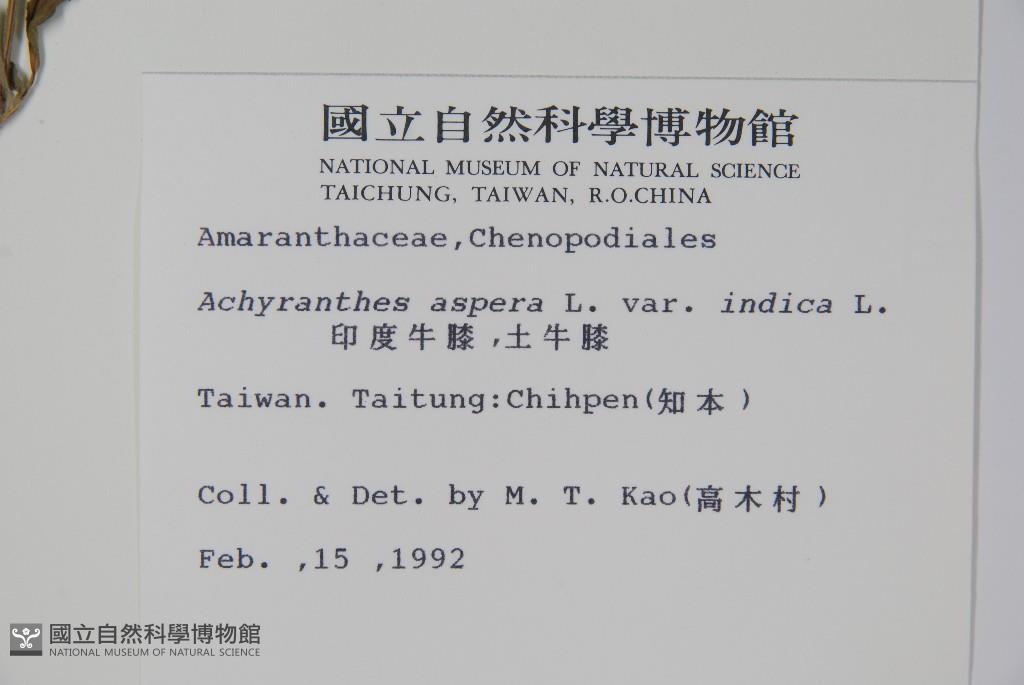 國立自然科學博物館
NATIONAL MUSEUM OF NATURAL SCIENCE
TAICHUNG, TAIWAN, R.O.CHINA
Amaranthaceae,Chenopodiales
Achyranthes aspera L. var. indica L.
印度牛膝,土牛膝
Taiwan. Taitung:Chihpen(知本)
Coll. & Det. by M. T. Kao(高木村)
Feb. ,15 ,1992
國立自然科學博物館
NATIONAL MUSEUM OF NATURAL SCIENCE